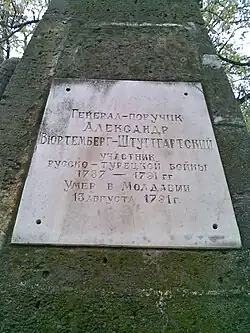 Генерал-поручик
Александр
Вюртемберг-Штутгартский
участник
русско-турецкой войны
1787 — 1791 гг
Умер в Молдавии
13 августа 1791 г.